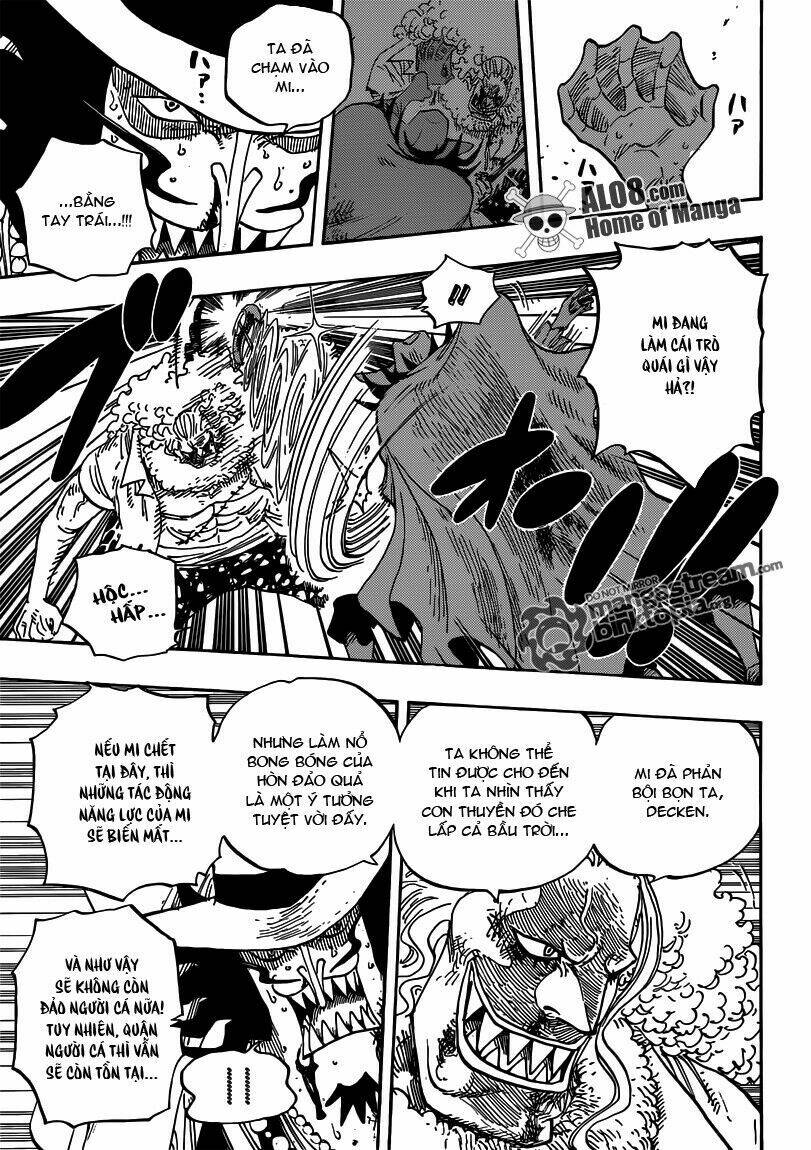 ハァ?
AL08.com
Home of Manga
TA ĐÃ
CHẠM VÀO
MI...
ハァ?
...BẰNG
TAY TRÁI...!!!
MI ĐANG
LÀM CÁI TRÒ
QUÁI GÌ VẬY
HẢ?!
!!
HỘC...
HẤP...
DO NOT MIRROR
mangastream.com
MI ĐÃ PHẢN
BỘI BỌN TA,
DECKEN.
TA KHÔNG THỂ
TIN ĐƯỢC CHO ĐẾN
KHI TA NHÌN THẤY
CON THUYỀN ĐÓ CHE
LẤP CẢ BẦU TRỜI...
NHƯNG LÀM NỔ
BONG BÓNG CỦA
HÒN ĐẢO QUẢ
LÀ MỘT Ý TƯỞNG
TUYỆT VỜI ĐẤY.
NẾU MI CHẾT
TẠI ĐÂY, THÌ
NHỮNG TÁC ĐỘNG
NĂNG LỰC CỦA MI
SẼ BIẾN MẤT...
VÀ NHƯ VẬY
SẼ KHÔNG CÒN
ĐẢO NGƯỜI CÁ NỮA!
TUY NHIÊN, QUÂN
NGƯỜI CÁ THÌ VẪN
SẼ CÒN TỒN TẠI...
!!